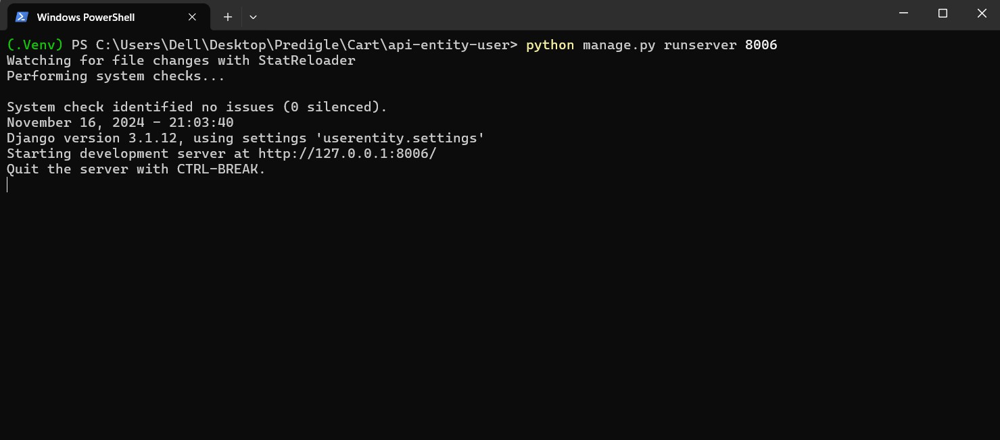 Windows PowerShell
(.Venv) PS C:\Users\Dell\Desktop\Predigle\Cart\api-entity-user> python manage.py runserver 8006
Watching for file changes with StatReloader
Performing system checks...
System check identified no issues (0 silenced).
November 16, 2024 - 21:03:40
Django version 3.1.12, using settings 'userentity.settings'
Starting development server at http://127.0.0.1:8006/
Quit the server with CTRL-BREAK.